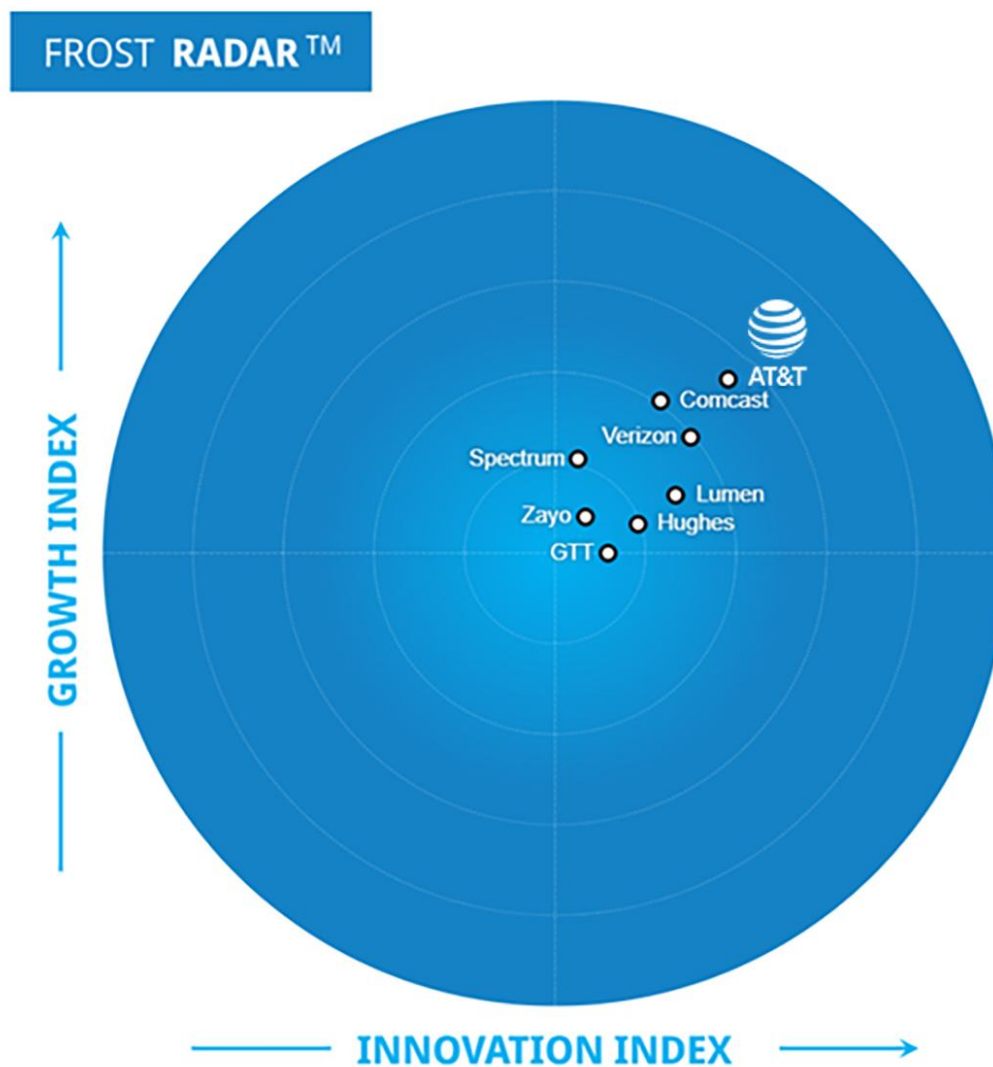 FROST RADAR™
AT&T
Comcast
Verizon
Spectrum
Lumen
Zayo
Hughes
GTT
GROWTH INDEX
INNOVATION INDEX